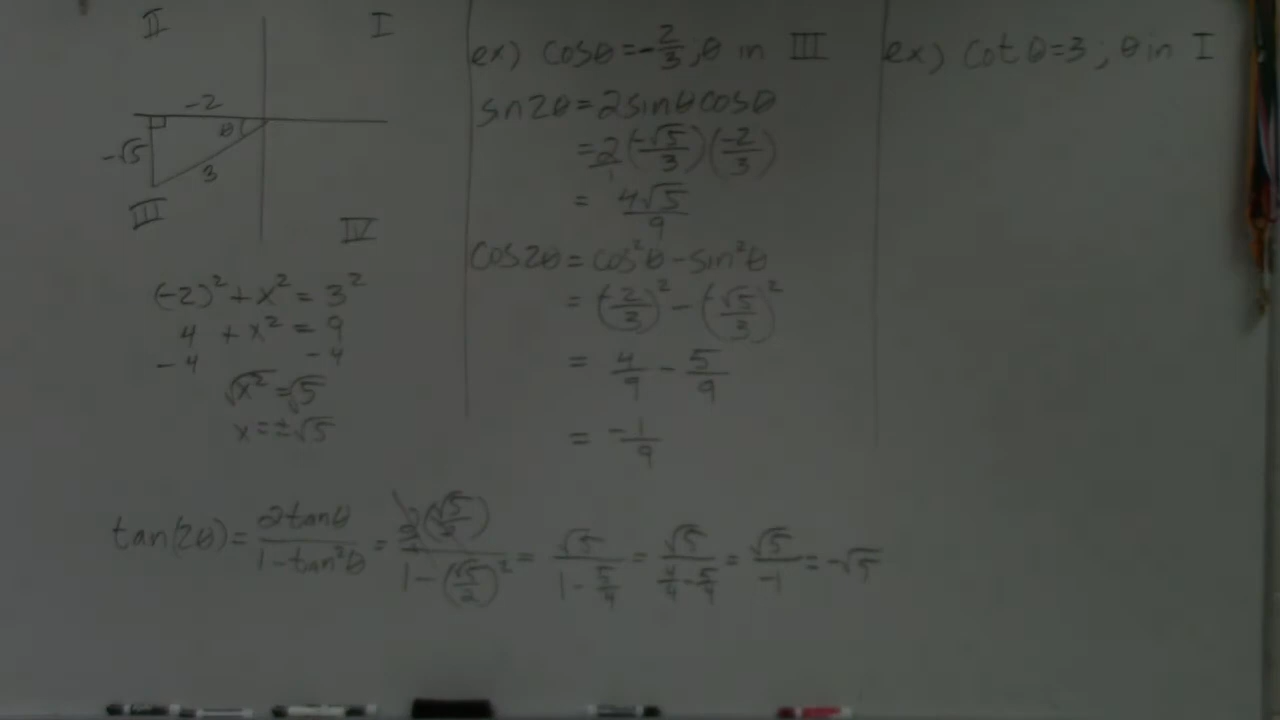 II
I
-2
θ
-√5
3
III
IV
(-2)² + x² = 3²
4 + x² = 9
-4 -4
√x² = √5
x = ±√5
ex) cosθ = -2/3, θ in III
sin2θ = 2sinθcosθ
= 2/1 (-√5/3)(-2/3)
= 4√5/9
cos2θ = cos²θ - sin²θ
= (-2/3)² - (-√5/3)²
= 4/9 - 5/9
= -1/9
tan(2θ) = 2tanθ/(1 - tan²θ) = 2(√5/2)/(1 - (√5/2)²) = √5/(1 - 5/4) = √5/(4/4 - 5/4) = √5/-1 = -√5
ex) cotθ = 3, θ in I